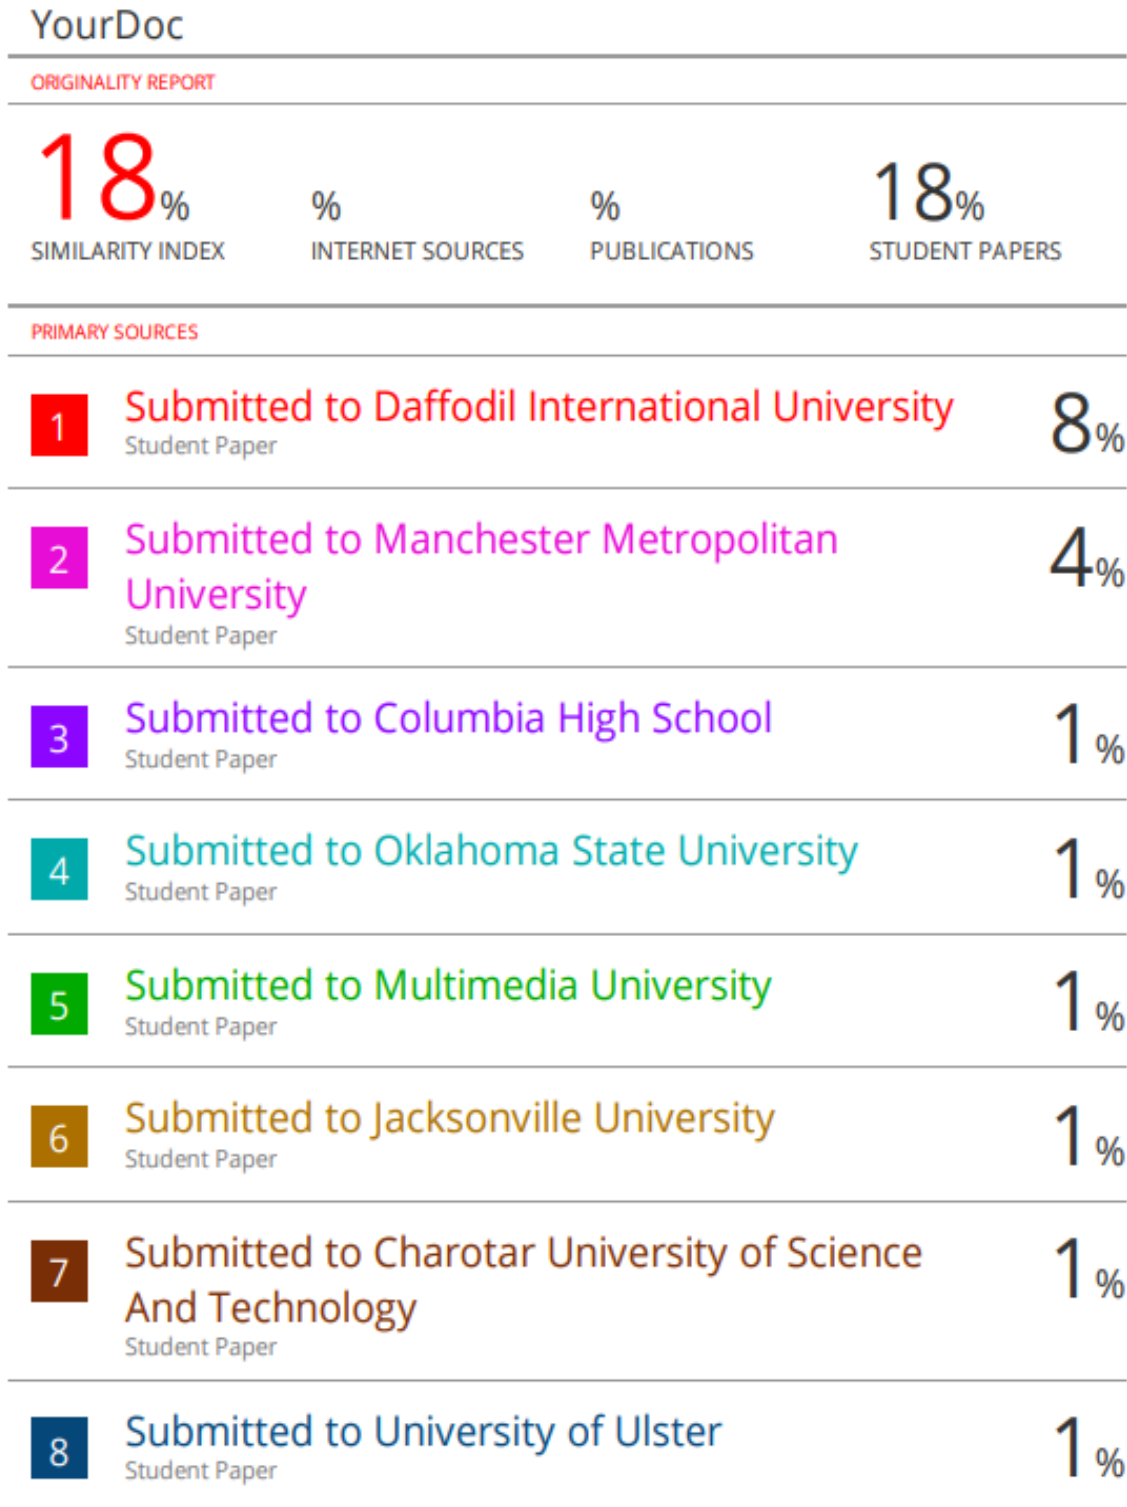 YourDoc
ORIGINALITY REPORT
18% % % 18%
SIMILARITY INDEX INTERNET SOURCES PUBLICATIONS STUDENT PAPERS
PRIMARY SOURCES
1 Submitted to Daffodil International University 8%
Student Paper
2 Submitted to Manchester Metropolitan 4%
University
Student Paper
3 Submitted to Columbia High School 1%
Student Paper
4 Submitted to Oklahoma State University 1%
Student Paper
5 Submitted to Multimedia University 1%
Student Paper
6 Submitted to Jacksonville University 1%
Student Paper
7 Submitted to Charotar University of Science 1%
And Technology
Student Paper
8 Submitted to University of Ulster 1%
Student Paper